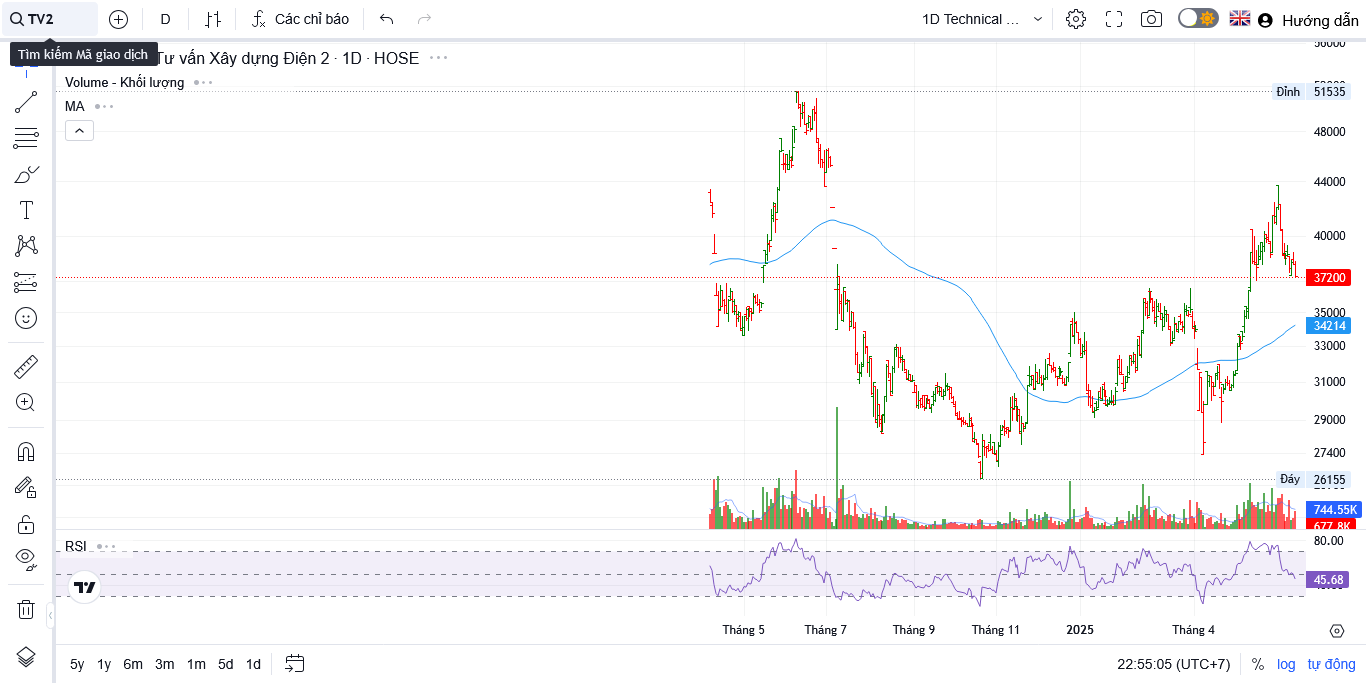 TV2
D
Các chỉ báo
1D Technical ...
Hướng dẫn
Tìm kiếm Mã giao dịch
Tư vấn Xây dựng Điện 2 · 1D · HOSE
Volume - Khối lượng
MA
56000
Đỉnh 51535
48000
44000
40000
37200
35000
34214
33000
31000
29000
27400
Đáy 26155
744.55K
677.8K
RSI
80.00
45.68
Tháng 5
Tháng 7
Tháng 9
Tháng 11
2025
Tháng 4
5y 1y 6m 3m 1m 5d 1d
22:55:05 (UTC+7)
% log tự động